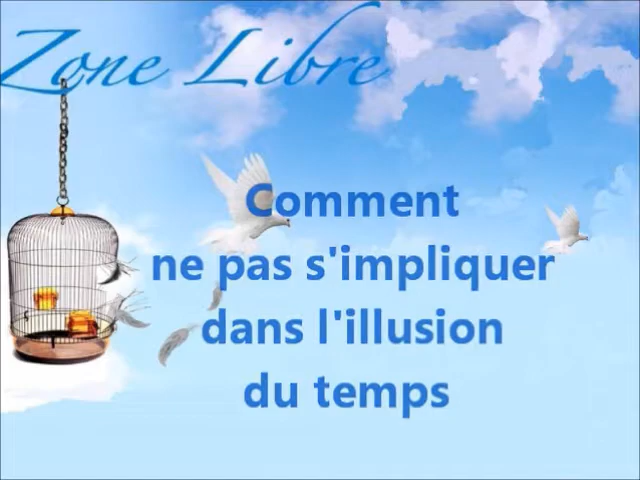 Zone Libre
Comment
ne pas s'impliquer
dans l'illusion
du temps